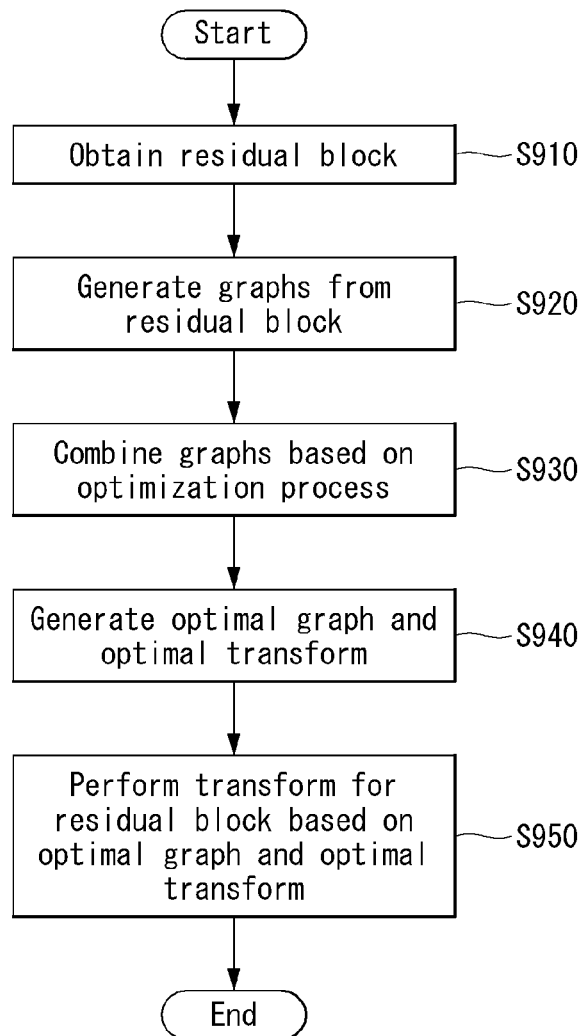 Start
Obtain residual block
S910
Generate graphs from
residual block
S920
Combine graphs based on
optimization process
S930
Generate optimal graph and
optimal transform
S940
Perform transform for
residual block based on
optimal graph and optimal
transform
S950
End